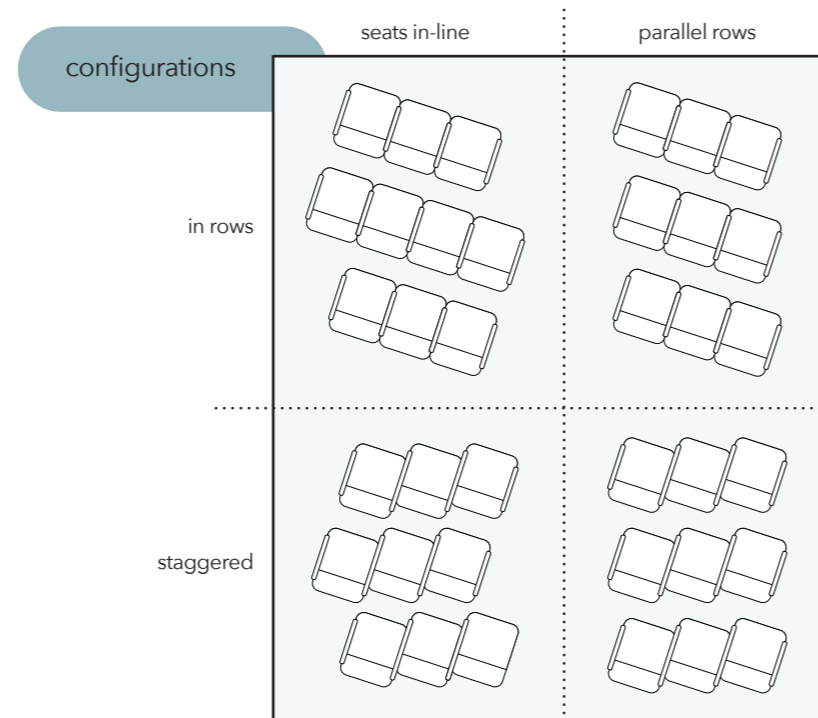 seats in-line
parallel rows
configurations
in rows
staggered